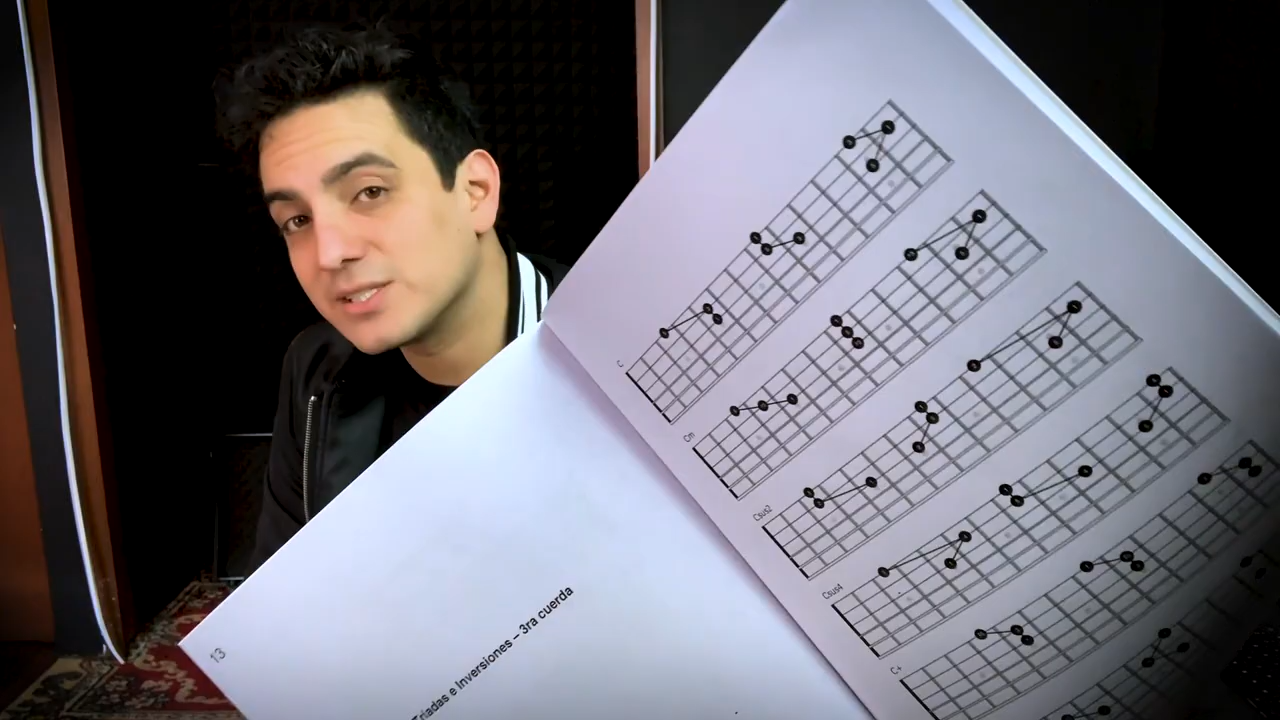 13
Triadas e Inversiones – 3ra cuerda
C
Cm
Csus2
Csus4
C+